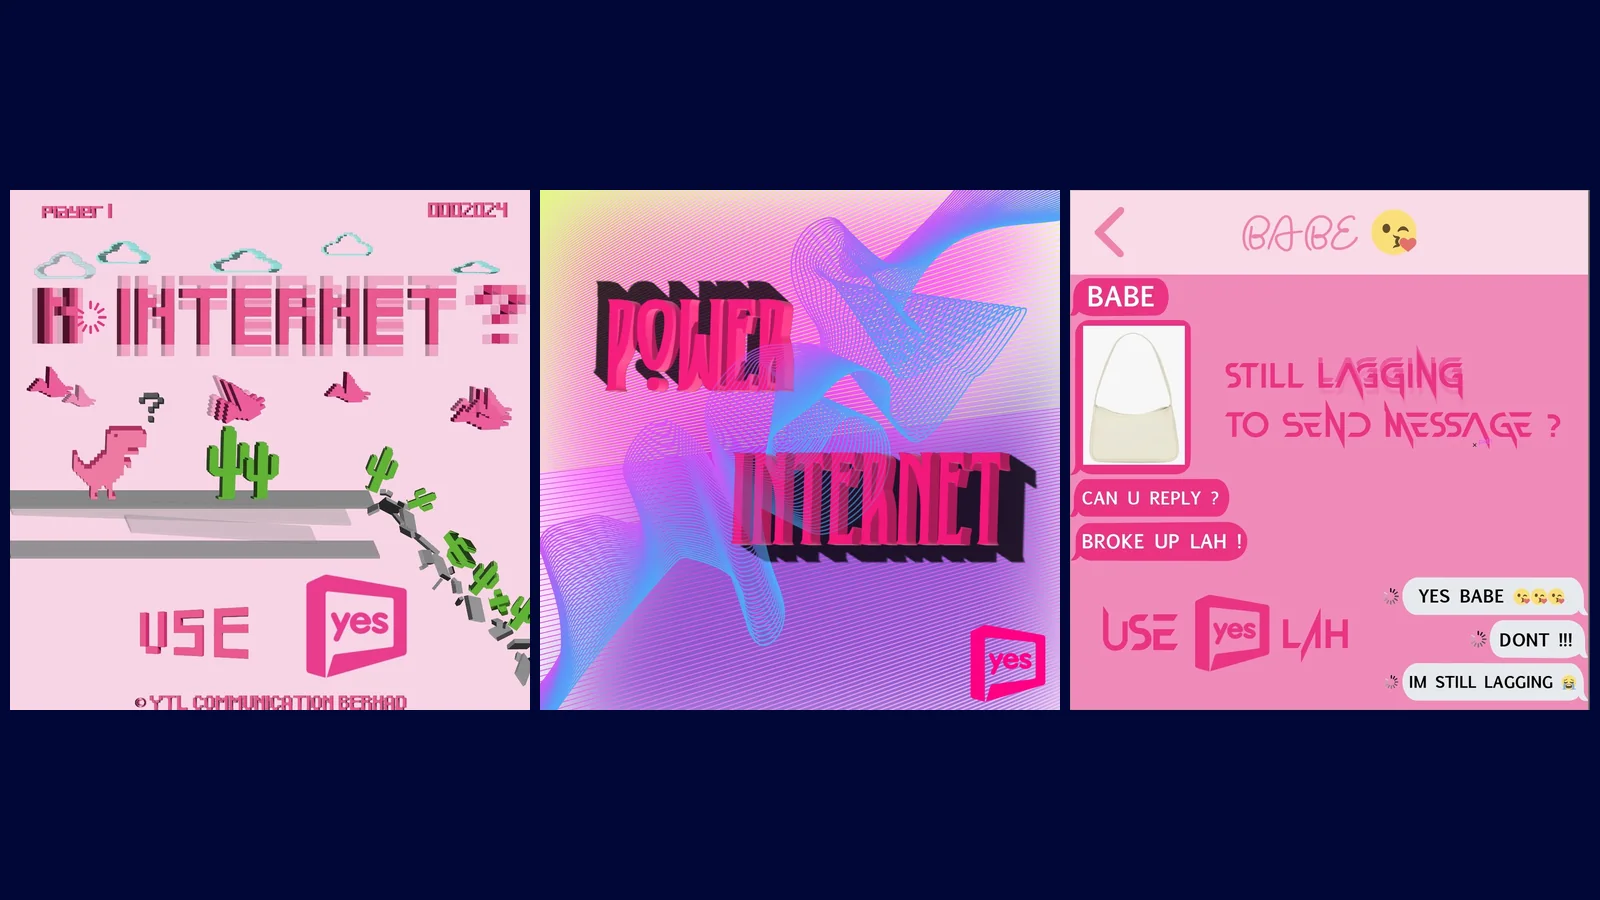 Player 1
0002024
NO INTERNET ?
?
USE yes
© YTL COMMUNICATION BERHAD
POWER
INTERNET
yes
BABE 😘
BABE
STILL LAGGING
TO SEND MESSAGE ?
CAN U REPLY ?
BROKE UP LAH !
YES BABE 😘😘😘
DONT !!!
IM STILL LAGGING 😭
USE yes LAH